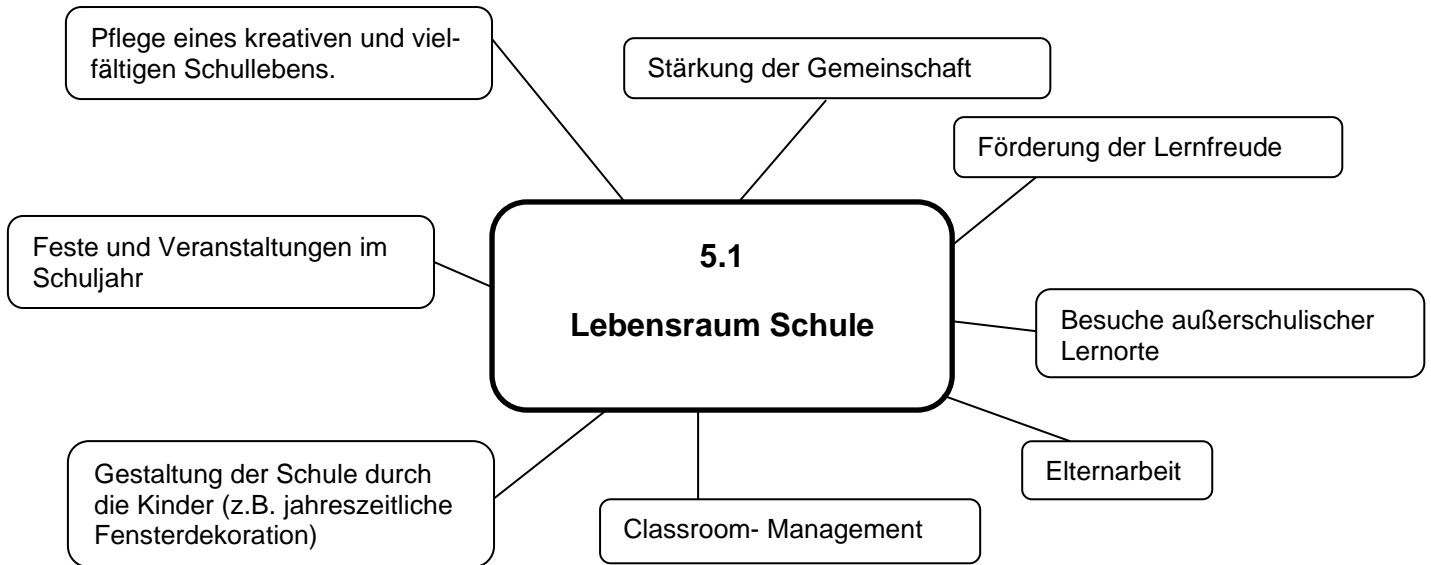 Pflege eines kreativen und viel-
fältigen Schullebens.
Stärkung der Gemeinschaft
Förderung der Lernfreude
Feste und Veranstaltungen im
Schuljahr
5.1
Lebensraum Schule
Besuche außerschulischer
Lernorte
Elternarbeit
Gestaltung der Schule durch
die Kinder (z.B. jahreszeitliche
Fensterdekoration)
Classroom- Management